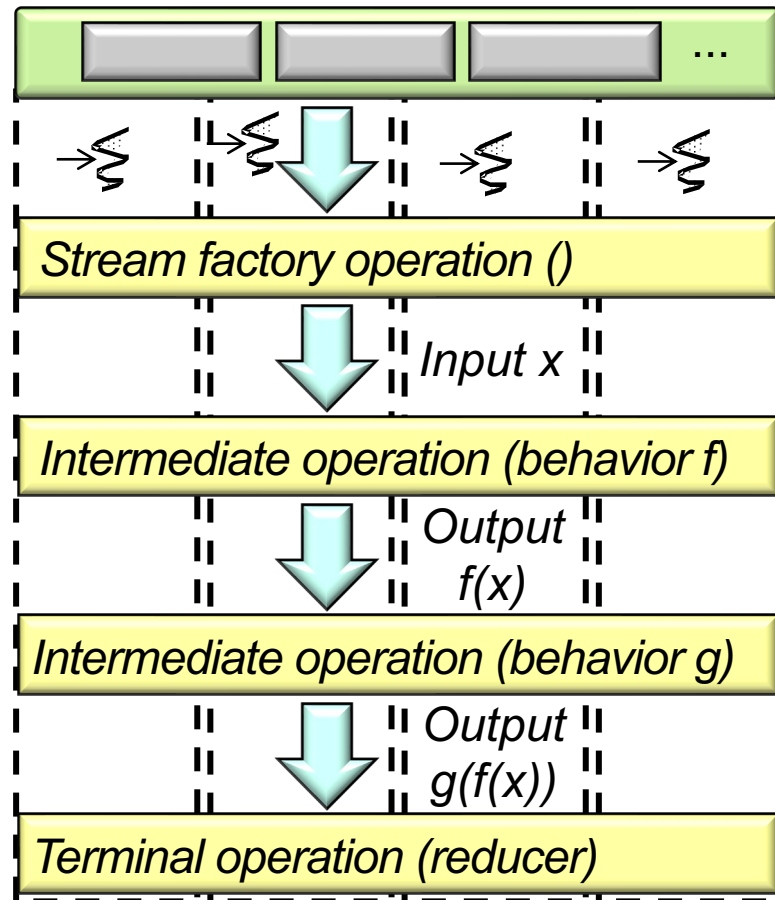 ...
Stream factory operation ()
Input x
Intermediate operation (behavior f)
Output
f(x)
Intermediate operation (behavior g)
Output
g(f(x))
Terminal operation (reducer)